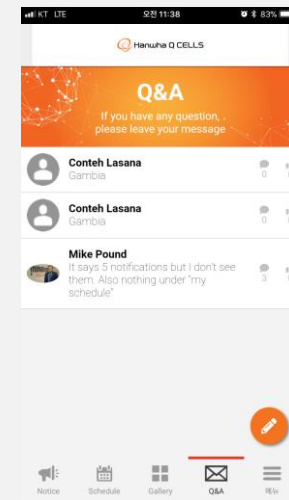 KT LTE 오전 11:38 83%
Hanwha Q CELLS
Q&A
If you have any question, .
please leave your message
Conteh Lasana
Gambia
0
Conteh Lasana
Gambia
0
Mike Pound
It says 5 notifications but I don't see
them. Also nothing under "my
schedule"
3
Notice Schedule Gallery Q&A 메뉴